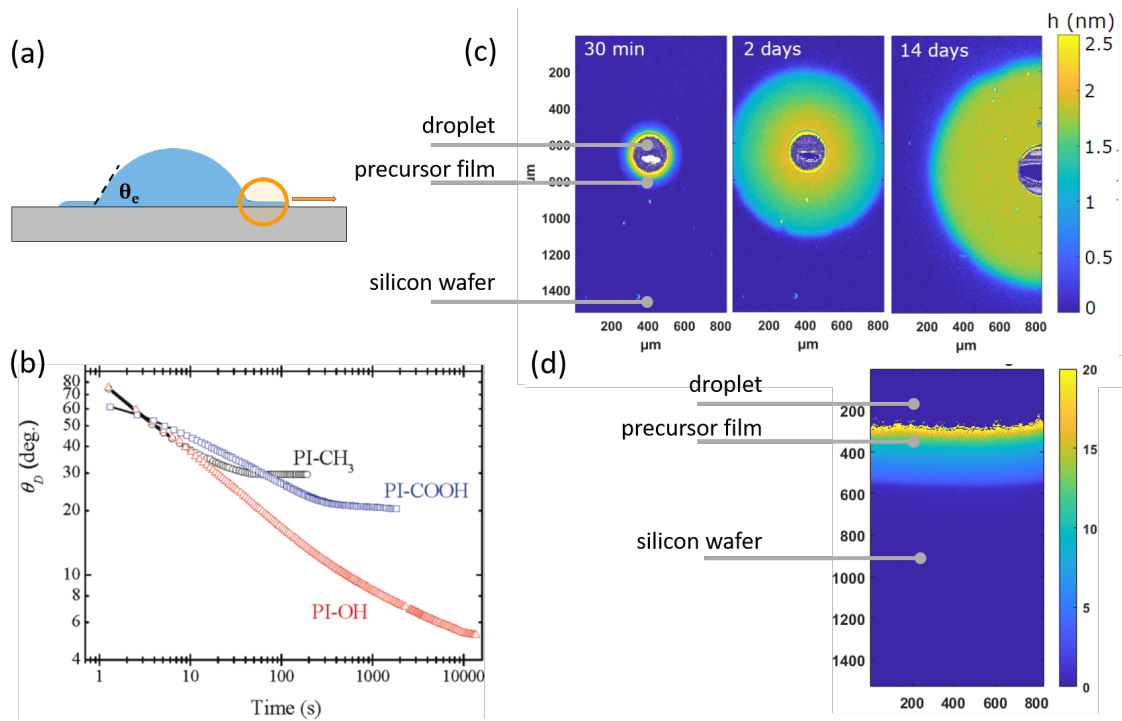 (a)
θe
(b)
80
60
50
40
30
20
10
8
6
4
θD (deg.)
PI-CH3
PI-COOH
PI-OH
1
10
100
1000
10000
Time (s)
(c)
droplet
precursor film
silicon wafer
30 min
2 days
14 days
h (nm)
200
400
600
800
1000
1200
1400
µm
200 400 600 800
µm
200 400 600 800
µm
200 400 600 800
µm
2.5
2
1.5
1
0.5
0
(d)
droplet
precursor film
silicon wafer
200
400
600
800
1000
1200
1400
200 400 600 800
20
15
10
5
0